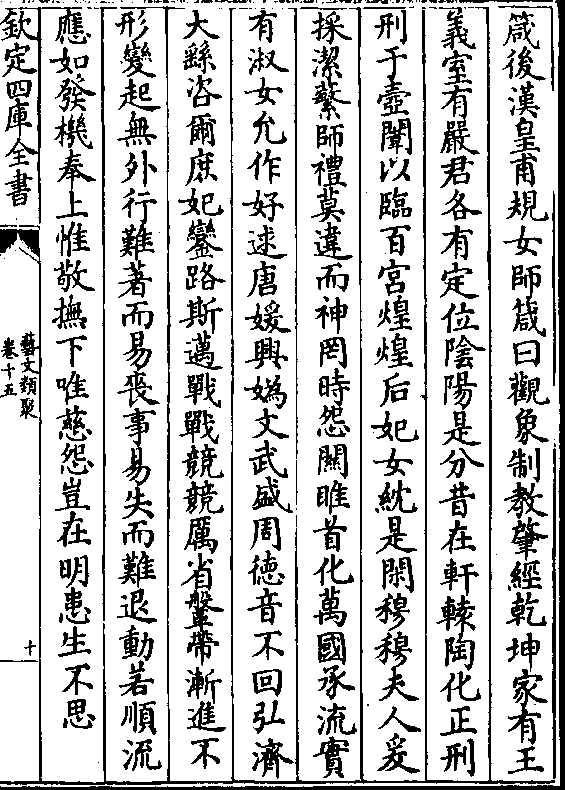 箴後漢皇甫規女師箴曰觀象制教肇經乾坤家有王
義室有嚴君各有定位陰陽是分昔在軒轅陶化正刑
刑于壼闈以臨百宮煌煌后妃女紞是閑穆穆夫人爰
採潔蘩師禮莫違而神罔時怨關雎首化萬國承流實
有淑女允作好逑唐媛興媯文武盛周德音不回弘濟
大繇咨爾庶妃鑾路斯邁戰戰競競厲省鞶帶漸進不
形變起無外行難著而易喪事易失而難退動若順流
應如發機奉上惟敬撫下唯慈怨豈在明患生不思
欽定四庫全書
藝文類聚
卷十五
十